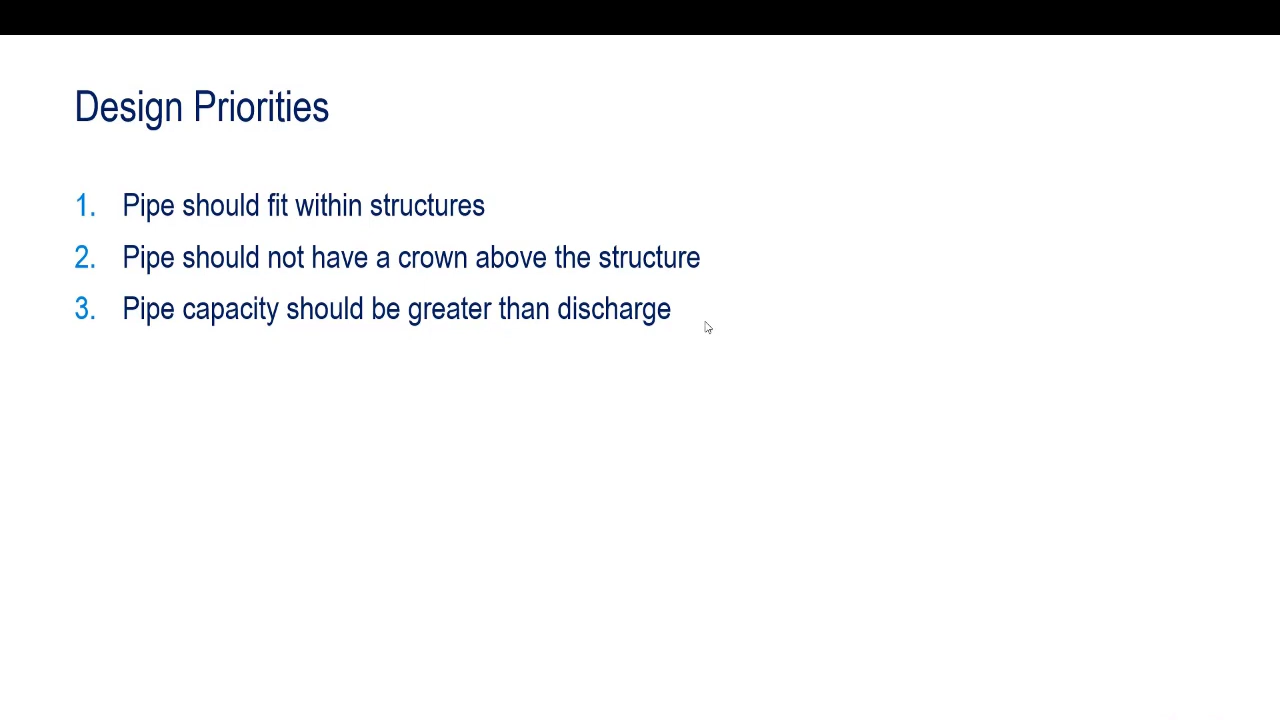 Design Priorities
1. Pipe should fit within structures
2. Pipe should not have a crown above the structure
3. Pipe capacity should be greater than discharge